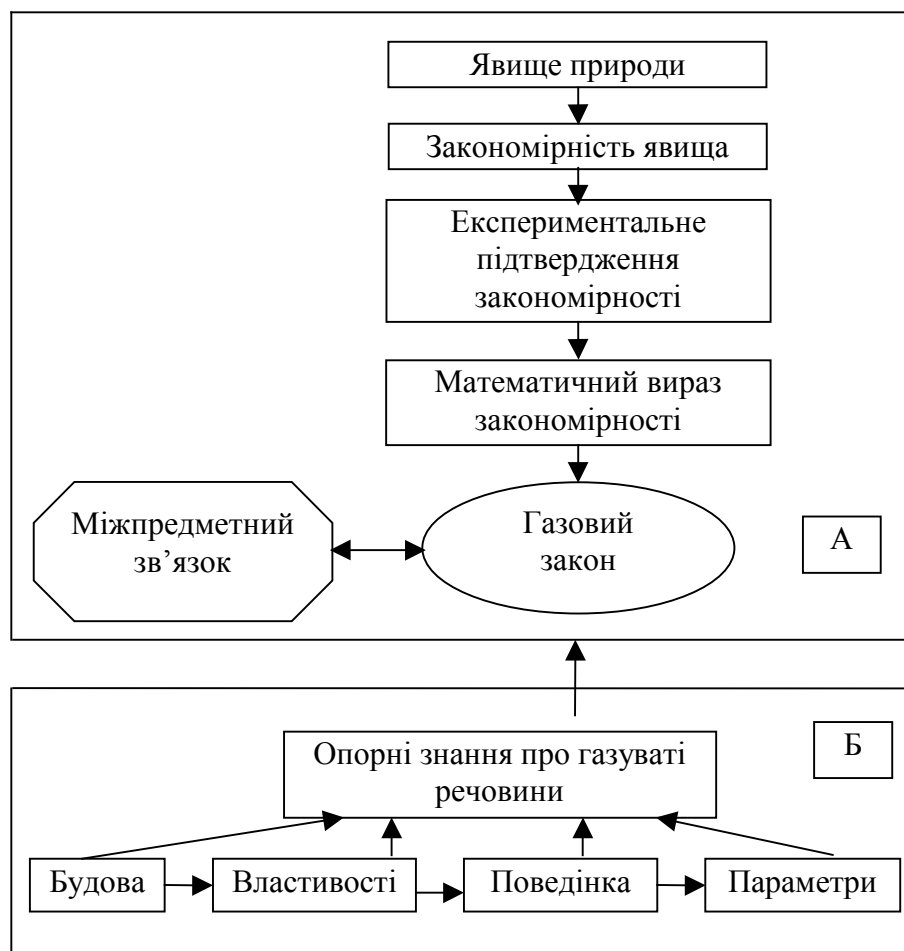 Явище природи
Закономірність явища
Експериментальне
підтвердження
закономірності
Математичний вираз
закономірності
Міжпредметний
зв’язок
Газовий
закон
А
Б
Опорні знання про газуваті
речовини
Будова
Властивості
Поведінка
Параметри